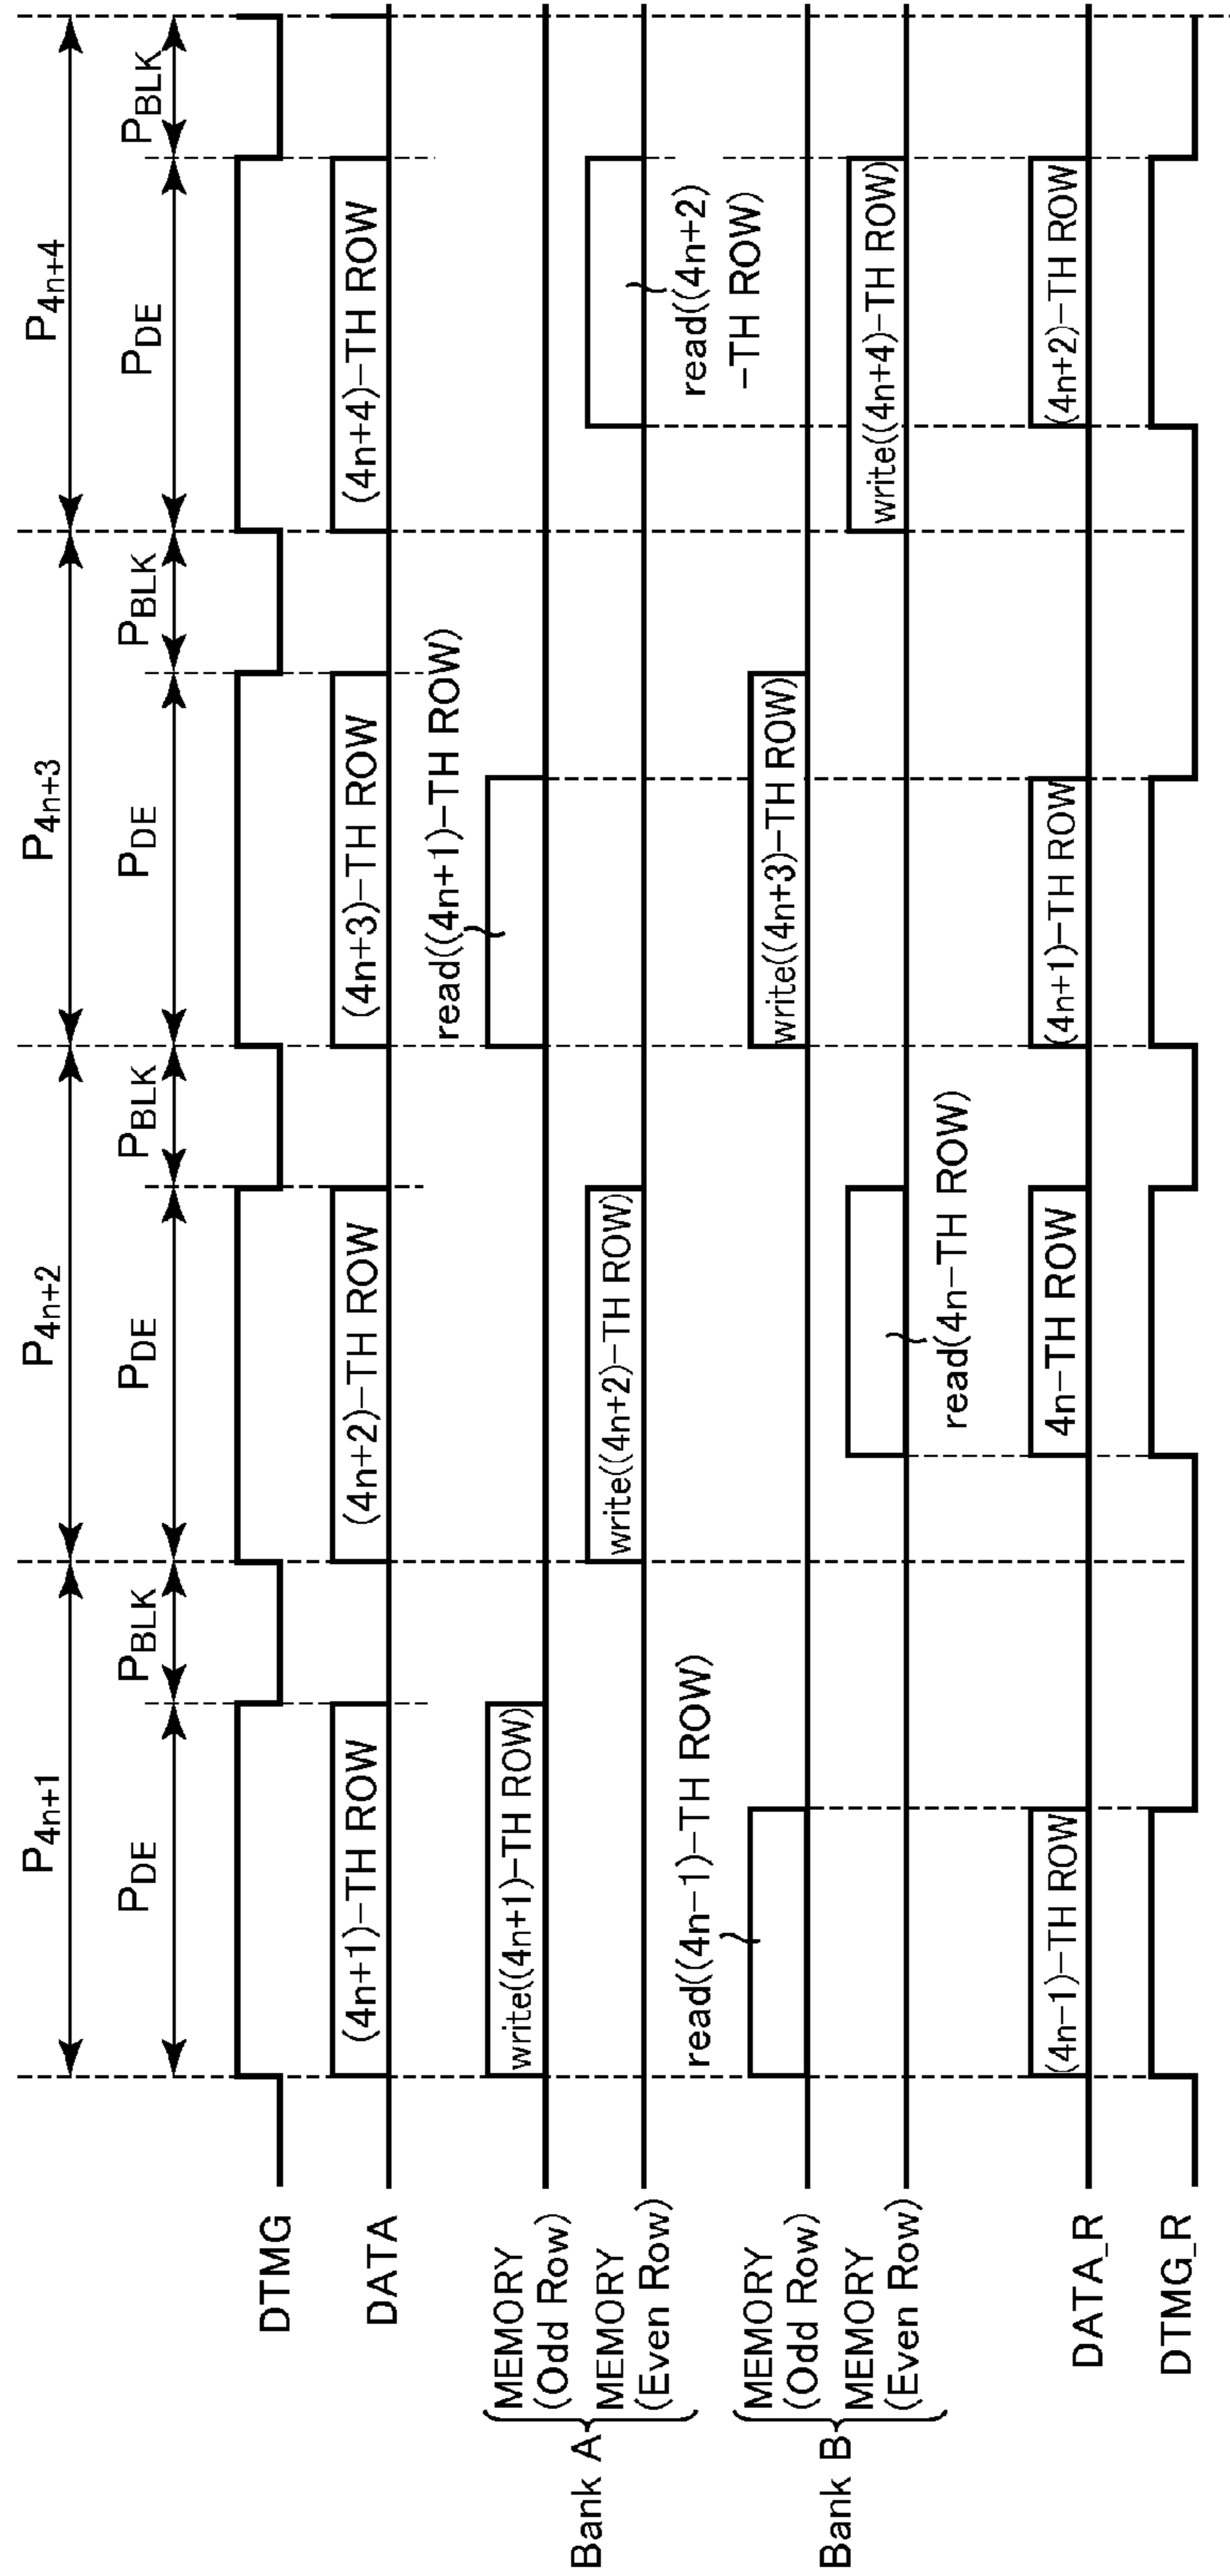 P4n+1 P4n+2 P4n+3 P4n+4
PDE PBLK PDE PBLK PDE PBLK PDE PBLK
DTMG
DATA (4n+1)-TH ROW (4n+2)-TH ROW (4n+3)-TH ROW (4n+4)-TH ROW
read((4n+1)-TH ROW)
Bank A
MEMORY
(Odd Row)
write((4n+1)-TH ROW)
MEMORY
(Even Row)
write((4n+2)-TH ROW)
read((4n+2)
-TH ROW)
read((4n-1)-TH ROW)
Bank B
MEMORY
(Odd Row)
write((4n+3)-TH ROW)
MEMORY
(Even Row)
write((4n+4)-TH ROW)
read(4n-TH ROW)
DATA_R (4n-1)-TH ROW 4n-TH ROW (4n+1)-TH ROW (4n+2)-TH ROW
DTMG_R